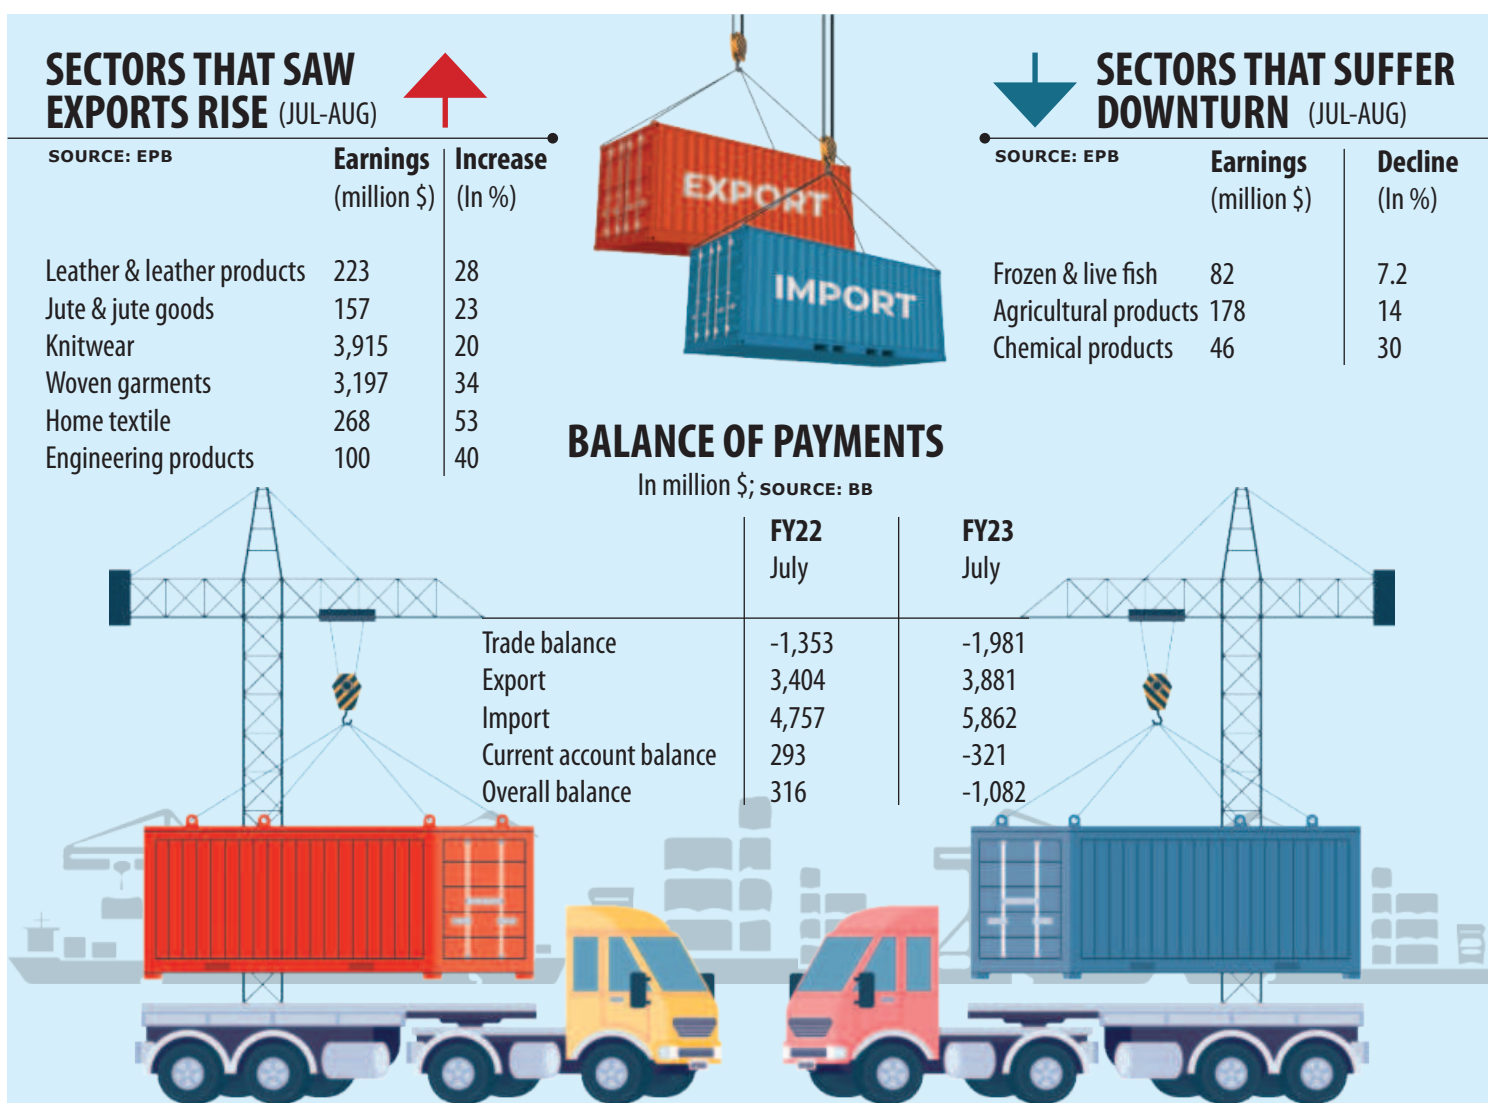 SECTORS THAT SAW
EXPORTS RISE (JUL-AUG)
SOURCE: EPB
Earnings Increase
(million $) (In %)
Leather & leather products 223 28
Jute & jute goods 157 23
Knitwear 3,915 20
Woven garments 3,197 34
Home textile 268 53
Engineering products 100 40
EXPORT
IMPORT
SECTORS THAT SUFFER
DOWNTURN (JUL-AUG)
SOURCE: EPB
Earnings Decline
(million $) (In %)
Frozen & live fish 82 7.2
Agricultural products 178 14
Chemical products 46 30
BALANCE OF PAYMENTS
In million $; SOURCE: BB
FY22 FY23
July July
Trade balance -1,353 -1,981
Export 3,404 3,881
Import 4,757 5,862
Current account balance 293 -321
Overall balance 316 -1,082